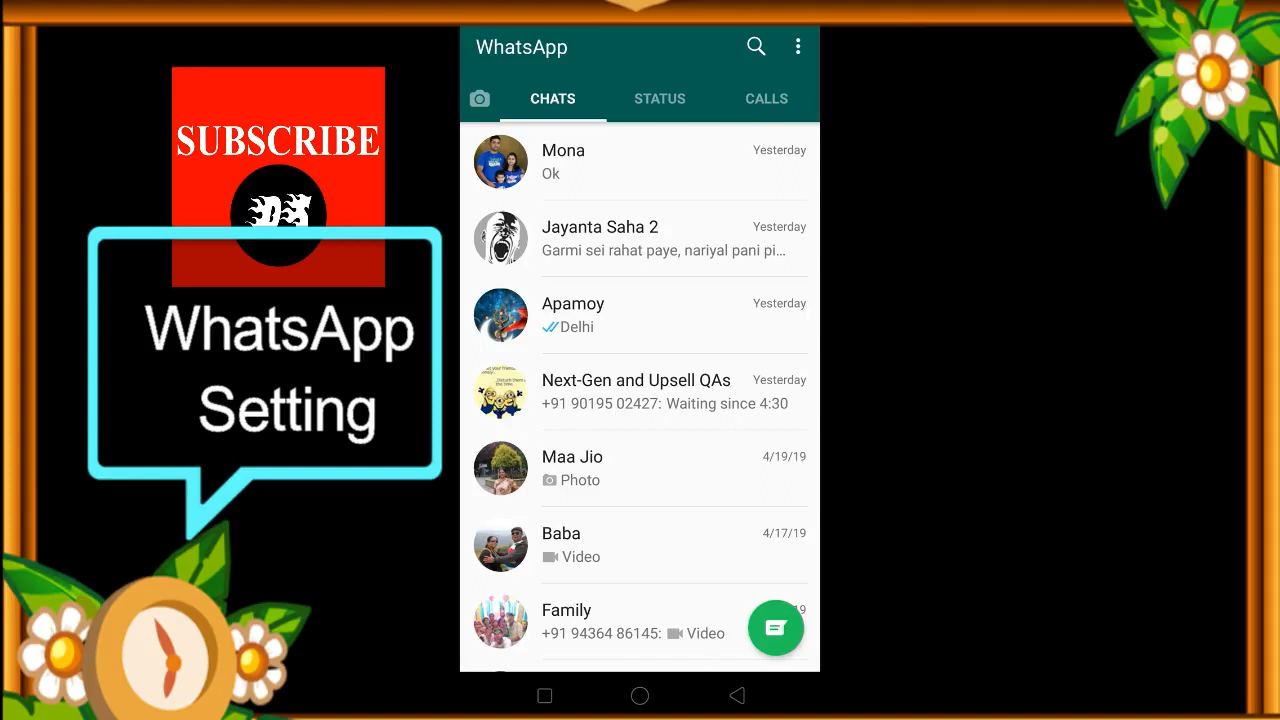 SUBSCRIBE
DS
WhatsApp
Setting
WhatsApp
CHATS STATUS CALLS
Mona Yesterday
Ok
Jayanta Saha 2 Yesterday
Garmi sei rahat paye, nariyal pani pi...
Apamoy Yesterday
Delhi
Next-Gen and Upsell QAs Yesterday
+91 90195 02427: Waiting since 4:30
Maa Jio 4/19/19
Photo
Baba 4/17/19
Video
Family 19
+91 94364 86145: Video